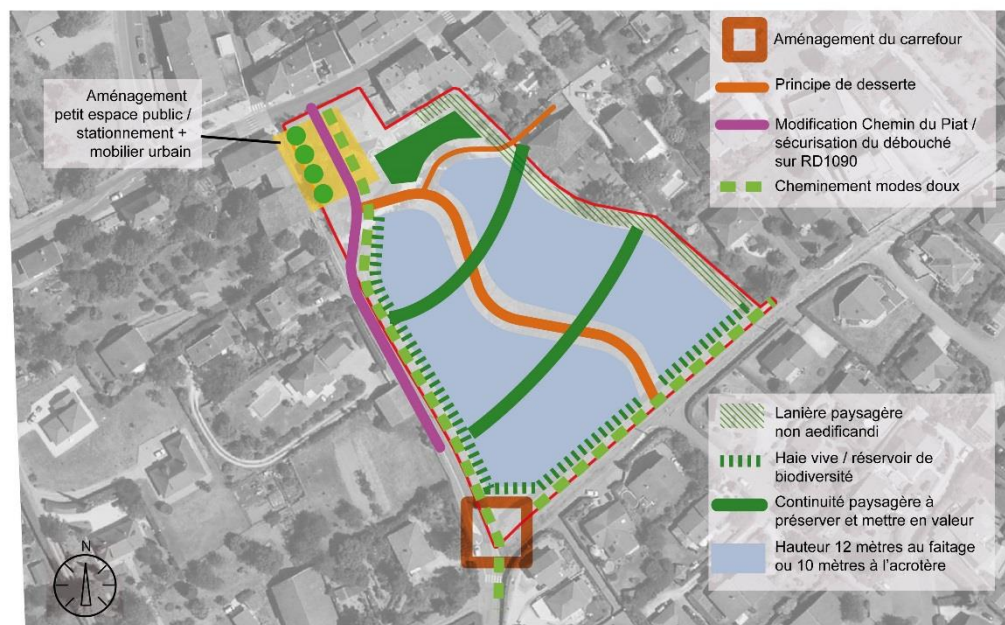 Aménagement
petit espace public /
stationnement +
mobilier urbain
Aménagement du carrefour
Principe de desserte
Modification Chemin du Piat /
sécurisation du débouché
sur RD1090
Cheminement modes doux
Lanière paysagère
non aedificandi
Haie vive / réservoir de
biodiversité
Continuité paysagère à
préserver et mettre en valeur
Hauteur 12 mètres au faitage
ou 10 mètres à l'acrotère
N